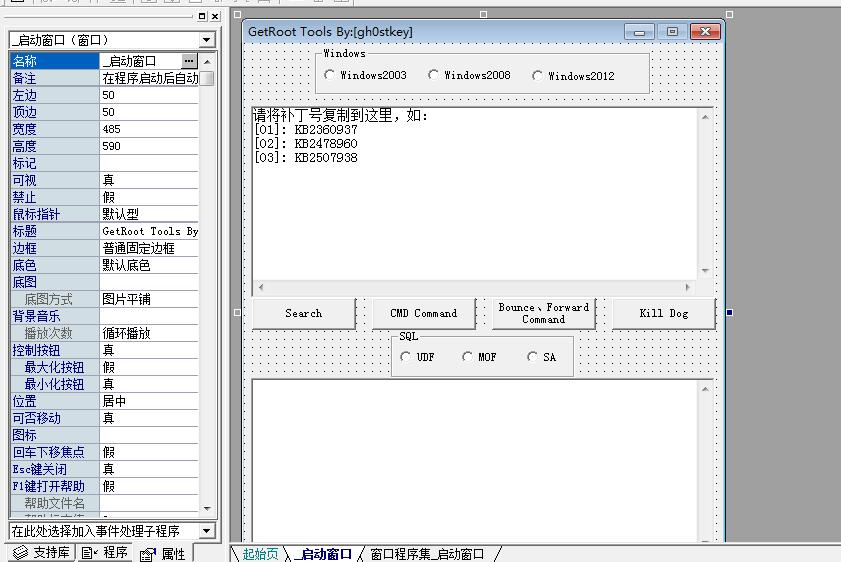 _启动窗口（窗口）
名称 _启动窗口 ...
备注 在程序启动后自动
左边 50
顶边 50
宽度 485
高度 590
标记
可视 真
禁止 假
鼠标指针 默认型
标题 GetRoot Tools By
边框 普通固定边框
底色 默认底色
底图
底图方式 图片平铺
背景音乐
播放次数 循环播放
控制按钮 真
最大化按钮 假
最小化按钮 真
位置 居中
可否移动 真
图标
回车下移焦点 假
Esc键关闭 真
F1键打开帮助 假
帮助文件名
在此处选择加入事件处理子程序
支持库 程序 属性
GetRoot Tools By:[gh0stkey]
Windows
Windows2003 Windows2008 Windows2012
请将补丁号复制到这里，如：
[01]: KB2360937
[02]: KB2478960
[03]: KB2507938
Search CMD Command Bounce、Forward Command Kill Dog
SQL
UDF MOF SA
起始页 _启动窗口 窗口程序集_启动窗口